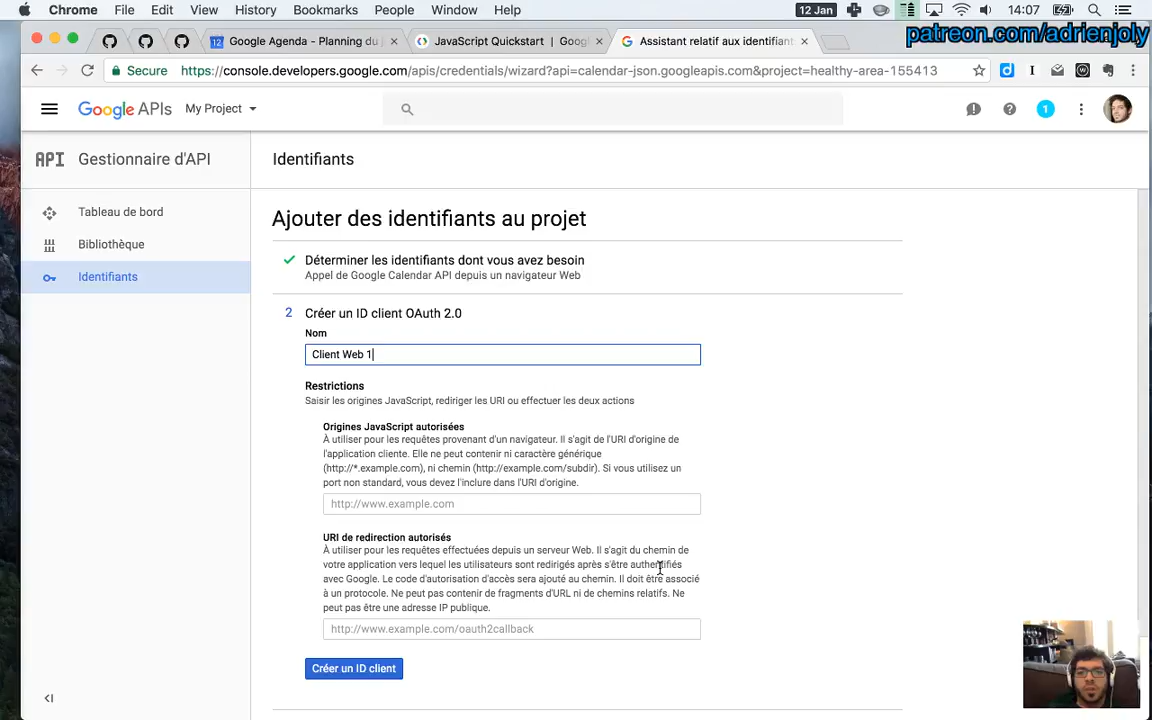 Chrome File Edit View History Bookmarks People Window Help 12 Jan 14:07
patreon.com/adrienjoly
12 Google Agenda - Planning du j
JavaScript Quickstart | Googl
Assistant relatif aux identifiant
Secure https://console.developers.google.com/apis/credentials/wizard?api=calendar-json.googleapis.com&project=healthy-area-155413
Google APIs My Project 1
API Gestionnaire d'API
Identifiants
Tableau de bord
Bibliothèque
Identifiants
Ajouter des identifiants au projet
Déterminer les identifiants dont vous avez besoin
Appel de Google Calendar API depuis un navigateur Web
2 Créer un ID client OAuth 2.0
Nom
Client Web 1
Restrictions
Saisir les origines JavaScript, rediriger les URI ou effectuer les deux actions
Origines JavaScript autorisées
À utiliser pour les requêtes provenant d'un navigateur. Il s'agit de l'URI d'origine de
l'application cliente. Elle ne peut contenir ni caractère générique
(http://*.example.com), ni chemin (http://example.com/subdir). Si vous utilisez un
port non standard, vous devez l'inclure dans l'URI d'origine.
http://www.example.com
URI de redirection autorisés
À utiliser pour les requêtes effectuées depuis un serveur Web. Il s'agit du chemin de
votre application vers lequel les utilisateurs sont redirigés après s'être authentifiés
avec Google. Le code d'autorisation d'accès sera ajouté au chemin. Il doit être associé
à un protocole. Ne peut pas contenir de fragments d'URL ni de chemins relatifs. Ne
peut pas être une adresse IP publique.
http://www.example.com/oauth2callback
Créer un ID client